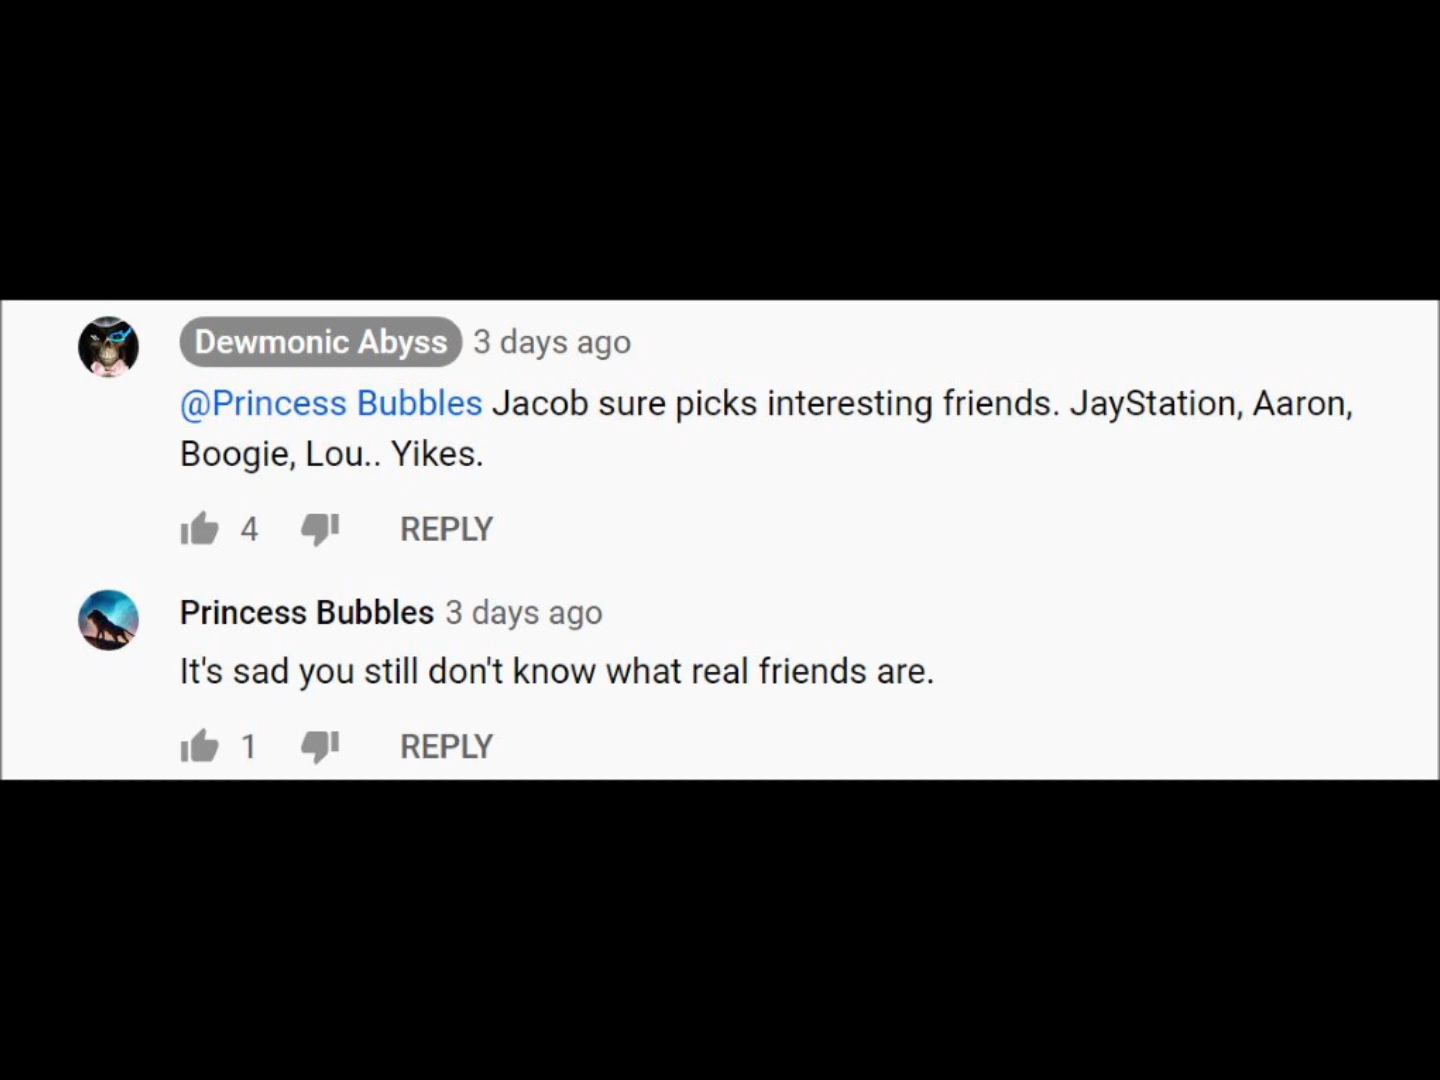 Dewmonic Abyss 3 days ago
@Princess Bubbles Jacob sure picks interesting friends. JayStation, Aaron,
Boogie, Lou.. Yikes.
4 REPLY
Princess Bubbles 3 days ago
It's sad you still don't know what real friends are.
1 REPLY